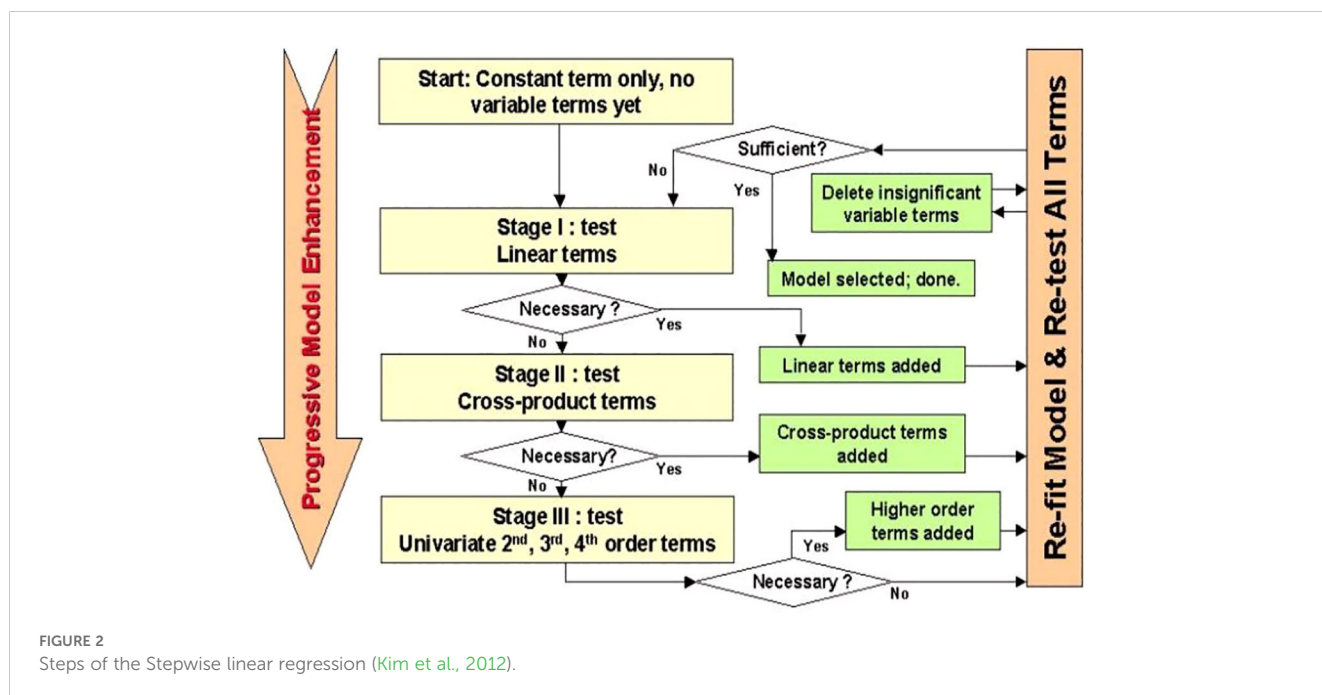 Progressive Model Enhancement
Start: Constant term only, no
variable terms yet
Sufficient?
No
Yes
Delete insignificant
variable terms
Stage I : test
Linear terms
Model selected; done.
Necessary ?
Yes
No
Linear terms added
Stage II : test
Cross-product terms
Cross-product terms
added
Necessary?
Yes
No
Stage III : test
Univariate 2nd, 3rd, 4th order terms
Higher order
terms added
Yes
Necessary ?
No
Re-fit Model & Re-test All Terms
FIGURE 2
Steps of the Stepwise linear regression (Kim et al., 2012).